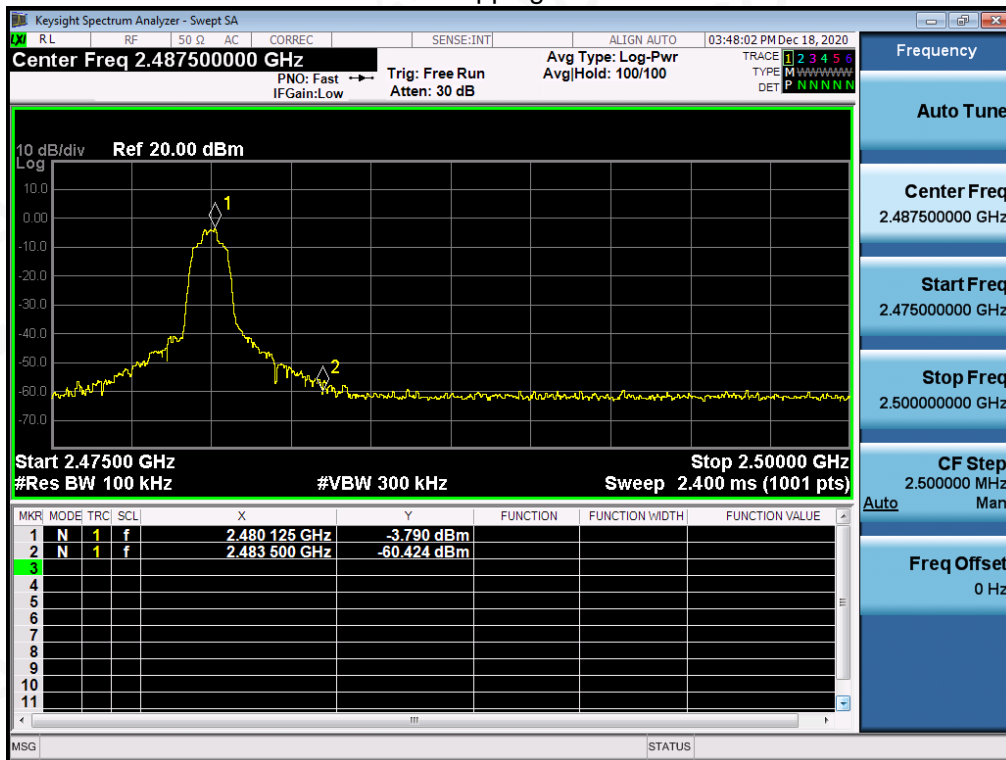 pping
Keysight Spectrum Analyzer - Swept SA
LXI RL RF 50 Ω AC CORREC SENSE:INT ALIGN AUTO 03:48:02 PM Dec 18, 2020
Center Freq 2.487500000 GHz
PNO: Fast
IFGain:Low
Trig: Free Run
Atten: 30 dB
Avg Type: Log-Pwr
Avg|Hold: 100/100
TRACE 1 2 3 4 5 6
TYPE M WWWWW
DET P N N N N N
10 dB/div Ref 20.00 dBm
Log
10.0
0.00
-10.0
-20.0
-30.0
-40.0
-50.0
-60.0
-70.0
1
2
Start 2.47500 GHz Stop 2.50000 GHz
#Res BW 100 kHz #VBW 300 kHz Sweep 2.400 ms (1001 pts)
MKR MODE TRC SCL X Y FUNCTION FUNCTION WIDTH FUNCTION VALUE
1 N 1 f 2.480 125 GHz -3.790 dBm
2 N 1 f 2.483 500 GHz -60.424 dBm
3
4
5
6
7
8
9
10
11
MSG STATUS
Frequency
Auto Tune
Center Freq
2.487500000 GHz
Start Freq
2.475000000 GHz
Stop Freq
2.500000000 GHz
CF Step
2.500000 MHz
Auto Man
Freq Offset
0 Hz